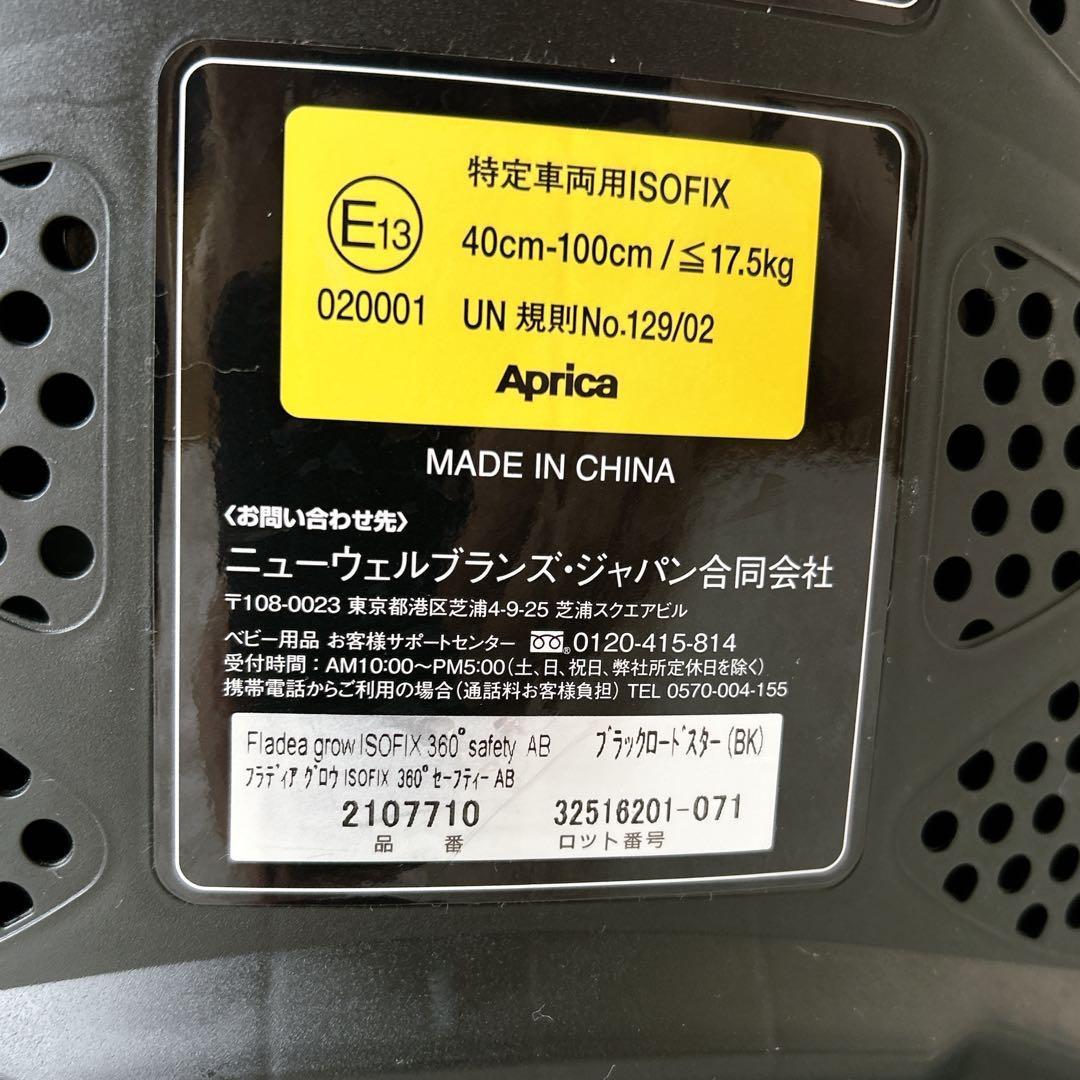 特定車両用ISOFIX
E13
40cm-100cm / ≦17.5kg
020001
UN 規則No.129/02
Aprica
MADE IN CHINA
〈お問い合わせ先〉
ニューウェルブランズ・ジャパン合同会社
〒108-0023 東京都港区芝浦4-9-25 芝浦スクエアビル
ベビー用品 お客様サポートセンター 0120-415-814
受付時間：AM10:00〜PM5:00（土、日、祝日、弊社所定休日を除く）
携帯電話からご利用の場合（通話料お客様負担） TEL 0570-004-155
Fladea grow ISOFIX 360° safety AB ブラックロードスター(BK)
フラディア グロウ ISOFIX 360° セーフティー AB
2107710 32516201-071
品 番 ロット番号